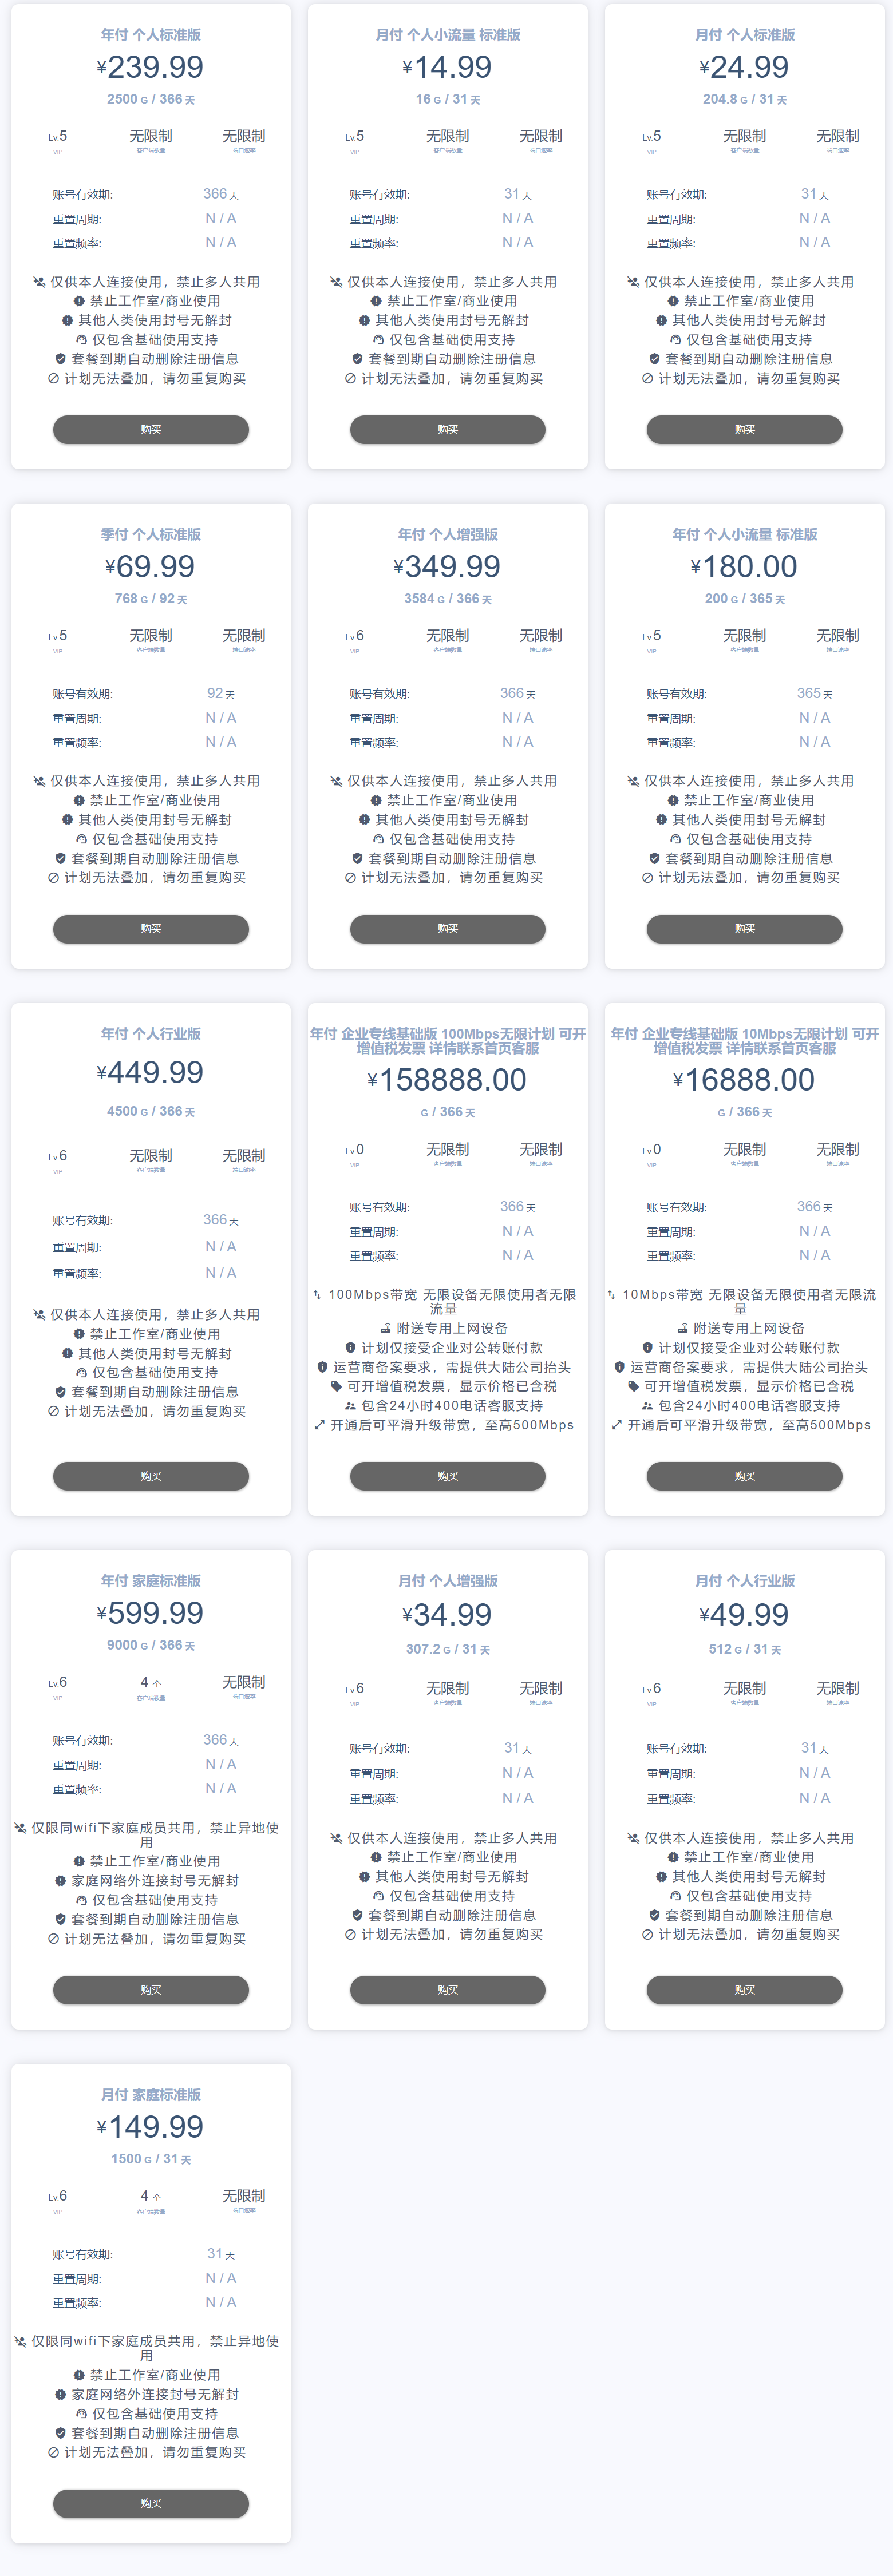 年付 个人标准版
¥239.99
2500 G / 366 天
Lv.5 无限制 无限制
VIP 客户端数量 端口速率
账号有效期: 366 天
重置周期: N / A
重置频率: N / A
仅供本人连接使用，禁止多人共用
禁止工作室/商业使用
其他人类使用封号无解封
仅包含基础使用支持
套餐到期自动删除注册信息
计划无法叠加，请勿重复购买
购买
月付 个人小流量 标准版
¥14.99
16 G / 31 天
Lv.5 无限制 无限制
VIP 客户端数量 端口速率
账号有效期: 31 天
重置周期: N / A
重置频率: N / A
仅供本人连接使用，禁止多人共用
禁止工作室/商业使用
其他人类使用封号无解封
仅包含基础使用支持
套餐到期自动删除注册信息
计划无法叠加，请勿重复购买
购买
月付 个人标准版
¥24.99
204.8 G / 31 天
Lv.5 无限制 无限制
VIP 客户端数量 端口速率
账号有效期: 31 天
重置周期: N / A
重置频率: N / A
仅供本人连接使用，禁止多人共用
禁止工作室/商业使用
其他人类使用封号无解封
仅包含基础使用支持
套餐到期自动删除注册信息
计划无法叠加，请勿重复购买
购买
季付 个人标准版
¥69.99
768 G / 92 天
Lv.5 无限制 无限制
VIP 客户端数量 端口速率
账号有效期: 92 天
重置周期: N / A
重置频率: N / A
仅供本人连接使用，禁止多人共用
禁止工作室/商业使用
其他人类使用封号无解封
仅包含基础使用支持
套餐到期自动删除注册信息
计划无法叠加，请勿重复购买
购买
年付 个人增强版
¥349.99
3584 G / 366 天
Lv.6 无限制 无限制
VIP 客户端数量 端口速率
账号有效期: 366 天
重置周期: N / A
重置频率: N / A
仅供本人连接使用，禁止多人共用
禁止工作室/商业使用
其他人类使用封号无解封
仅包含基础使用支持
套餐到期自动删除注册信息
计划无法叠加，请勿重复购买
购买
年付 个人小流量 标准版
¥180.00
200 G / 365 天
Lv.5 无限制 无限制
VIP 客户端数量 端口速率
账号有效期: 365 天
重置周期: N / A
重置频率: N / A
仅供本人连接使用，禁止多人共用
禁止工作室/商业使用
其他人类使用封号无解封
仅包含基础使用支持
套餐到期自动删除注册信息
计划无法叠加，请勿重复购买
购买
年付 个人行业版
¥449.99
4500 G / 366 天
Lv.6 无限制 无限制
VIP 客户端数量 端口速率
账号有效期: 366 天
重置周期: N / A
重置频率: N / A
仅供本人连接使用，禁止多人共用
禁止工作室/商业使用
其他人类使用封号无解封
仅包含基础使用支持
套餐到期自动删除注册信息
计划无法叠加，请勿重复购买
购买
年付 企业专线基础版 100Mbps无限计划 可开
增值税发票 详情联系首页客服
¥158888.00
G / 366 天
Lv.0 无限制 无限制
VIP 客户端数量 端口速率
账号有效期: 366 天
重置周期: N / A
重置频率: N / A
100Mbps带宽 无限设备无限使用者无限
流量
附送专用上网设备
计划仅接受企业对公转账付款
运营商备案要求，需提供大陆公司抬头
可开增值税发票，显示价格已含税
包含24小时400电话客服支持
开通后可平滑升级带宽，至高500Mbps
购买
年付 企业专线基础版 10Mbps无限计划 可开
增值税发票 详情联系首页客服
¥16888.00
G / 366 天
Lv.0 无限制 无限制
VIP 客户端数量 端口速率
账号有效期: 366 天
重置周期: N / A
重置频率: N / A
10Mbps带宽 无限设备无限使用者无限流
量
附送专用上网设备
计划仅接受企业对公转账付款
运营商备案要求，需提供大陆公司抬头
可开增值税发票，显示价格已含税
包含24小时400电话客服支持
开通后可平滑升级带宽，至高500Mbps
购买
年付 家庭标准版
¥599.99
9000 G / 366 天
Lv.6 4 个 无限制
VIP 客户端数量 端口速率
账号有效期: 366 天
重置周期: N / A
重置频率: N / A
仅限同wifi下家庭成员共用，禁止异地使
用
禁止工作室/商业使用
家庭网络外连接封号无解封
仅包含基础使用支持
套餐到期自动删除注册信息
计划无法叠加，请勿重复购买
购买
月付 个人增强版
¥34.99
307.2 G / 31 天
Lv.6 无限制 无限制
VIP 客户端数量 端口速率
账号有效期: 31 天
重置周期: N / A
重置频率: N / A
仅供本人连接使用，禁止多人共用
禁止工作室/商业使用
其他人类使用封号无解封
仅包含基础使用支持
套餐到期自动删除注册信息
计划无法叠加，请勿重复购买
购买
月付 个人行业版
¥49.99
512 G / 31 天
Lv.6 无限制 无限制
VIP 客户端数量 端口速率
账号有效期: 31 天
重置周期: N / A
重置频率: N / A
仅供本人连接使用，禁止多人共用
禁止工作室/商业使用
其他人类使用封号无解封
仅包含基础使用支持
套餐到期自动删除注册信息
计划无法叠加，请勿重复购买
购买
月付 家庭标准版
¥149.99
1500 G / 31 天
Lv.6 4 个 无限制
VIP 客户端数量 端口速率
账号有效期: 31 天
重置周期: N / A
重置频率: N / A
仅限同wifi下家庭成员共用，禁止异地使
用
禁止工作室/商业使用
家庭网络外连接封号无解封
仅包含基础使用支持
套餐到期自动删除注册信息
计划无法叠加，请勿重复购买
购买